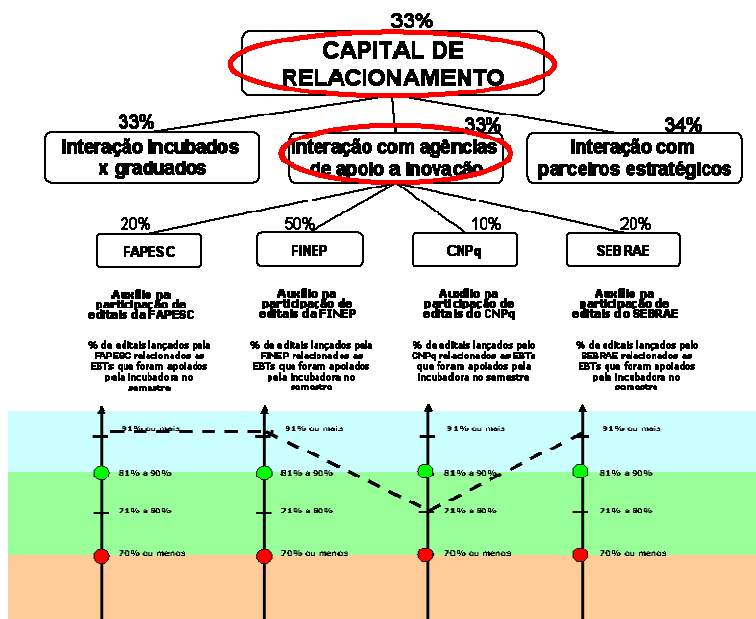 33%
CAPITAL DE
RELACIONAMENTO
33%
Interação incubados
x graduados
33%
Interação com agências
de apoio a inovação
34%
Interação com
parceiros estratégicos
20%
FAPESC
50%
FINEP
10%
CNPq
20%
SEBRAE
Auxílio na
participação de
editais da FAPESC
Auxílio na
participação de
editais da FINEP
Auxílio na
participação de
editais do CNPq
Auxílio na
participação de
editais do SEBRAE
% de editais lançados pela
FAPESC relacionados as
EBTs que foram apoiados
pela incubadora no
semestre
% de editais lançados pela
FINEP relacionados as
EBTs que foram apoiados
pela incubadora no
semestre
% de editais lançados pelo
CNPq relacionados as EBTs
que foram apoiados pela
incubadora no semestre
% de editais lançados pelo
SEBRAE relacionados as
EBTs que foram apoiados
pela incubadora no
semestre
91% ou mais
91% ou mais
91% ou mais
91% ou mais
81% a 90%
81% a 90%
81% a 90%
81% a 90%
71% a 80%
71% a 80%
71% a 80%
71% a 80%
70% ou menos
70% ou menos
70% ou menos
70% ou menos